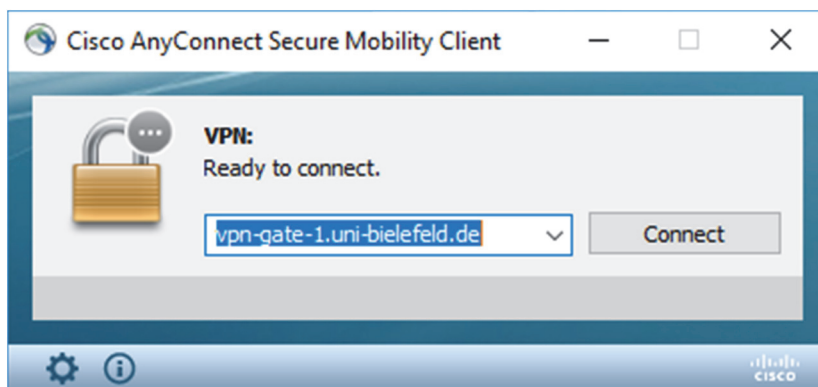 Cisco AnyConnect Secure Mobility Client
VPN:
Ready to connect.
vpn-gate-1.uni-bielefeld.de
Connect
CISCO